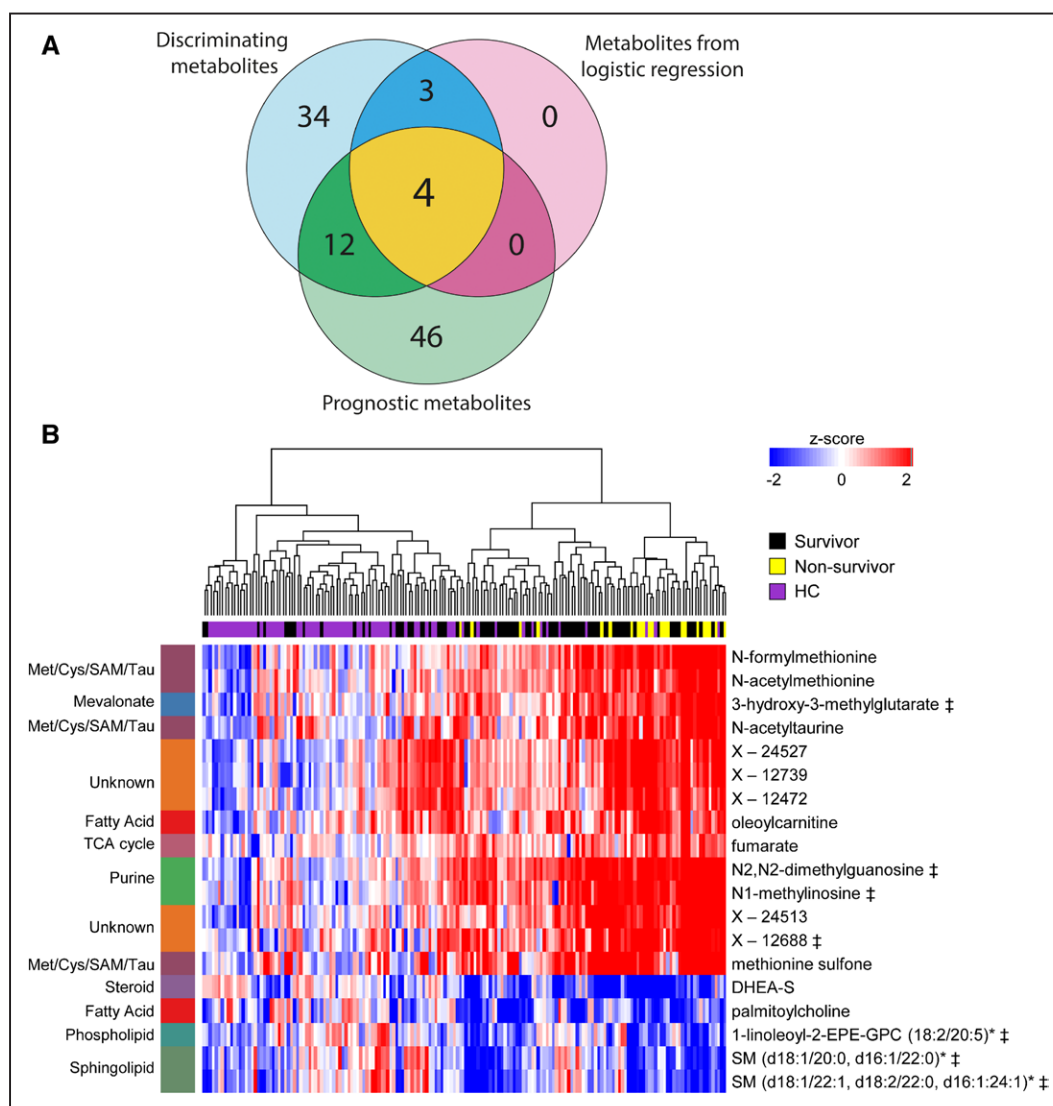 A
Discriminating
metabolites
Metabolites from
logistic regression
34
3
0
4
12
0
46
Prognostic metabolites
B
z-score
-2 0 2
Survivor
Non-survivor
HC
Met/Cys/SAM/Tau
Mevalonate
Met/Cys/SAM/Tau
Unknown
Fatty Acid
TCA cycle
Purine
Unknown
Met/Cys/SAM/Tau
Steroid
Fatty Acid
Phospholipid
Sphingolipid
N-formylmethionine
N-acetylmethionine
3-hydroxy-3-methylglutarate ‡
N-acetyltaurine
X – 24527
X – 12739
X – 12472
oleoylcarnitine
fumarate
N2,N2-dimethylguanosine ‡
N1-methylinosine ‡
X – 24513
X – 12688 ‡
methionine sulfone
DHEA-S
palmitoylcholine
1-linoleoyl-2-EPE-GPC (18:2/20:5)* ‡
SM (d18:1/20:0, d16:1/22:0)* ‡
SM (d18:1/22:1, d18:2/22:0, d16:1:24:1)* ‡